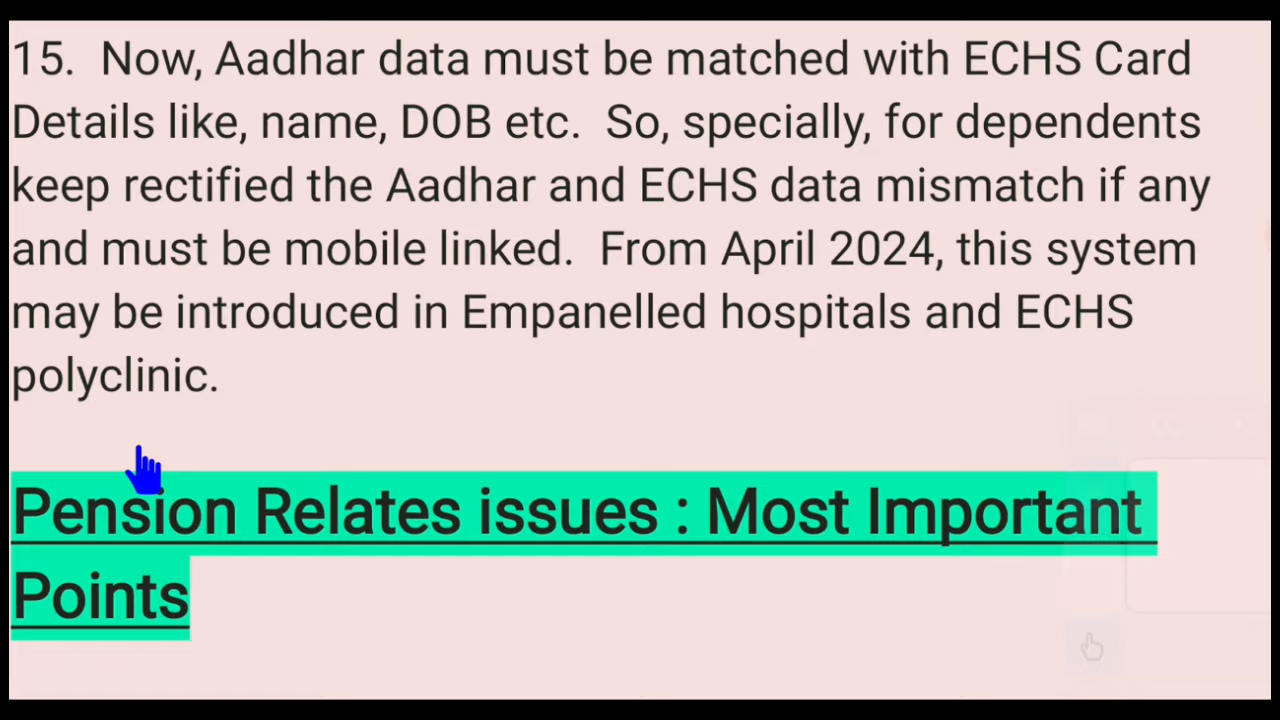 15. Now, Aadhar data must be matched with ECHS Card
Details like, name, DOB etc. So, specially, for dependents
keep rectified the Aadhar and ECHS data mismatch if any
and must be mobile linked. From April 2024, this system
may be introduced in Empanelled hospitals and ECHS
polyclinic.
Pension Relates issues : Most Important
Points